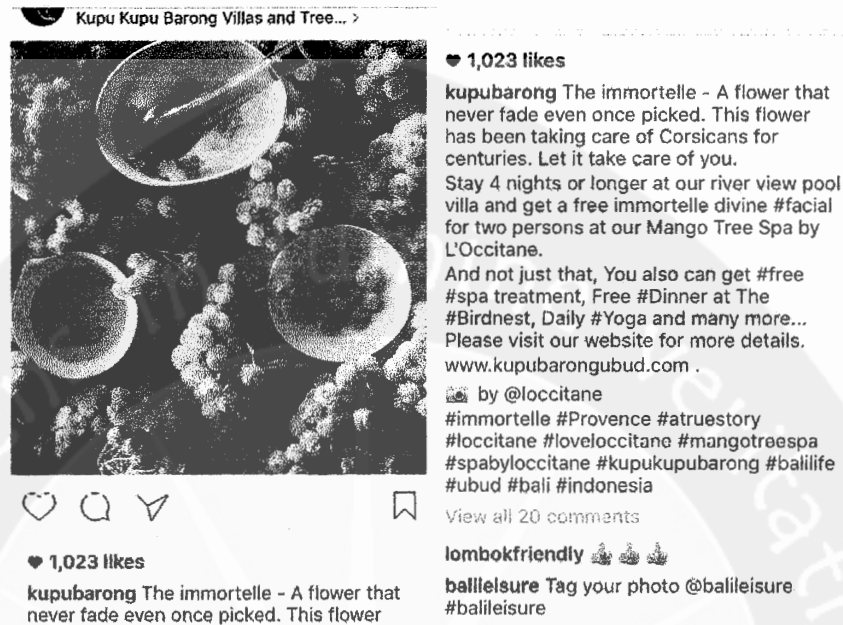 Kupu Kupu Barong Villas and Tree... >
1,023 likes
kupubarong The immortelle - A flower that
never fade even once picked. This flower
1,023 likes
kupubarong The immortelle - A flower that
never fade even once picked. This flower
has been taking care of Corsicans for
centuries. Let it take care of you.
Stay 4 nights or longer at our river view pool
villa and get a free immortelle divine #facial
for two persons at our Mango Tree Spa by
L'Occitane.
And not just that, You also can get #free
#spa treatment, Free #Dinner at The
#Birdnest, Daily #Yoga and many more...
Please visit our website for more details.
www.kupubarongubud.com .
by @loccitane
#immortelle #Provence #atruestory
#loccitane #loveloccitane #mangotreespa
#spabyloccitane #kupukupubarong #balilife
#ubud #bali #indonesia
View all 20 comments
lombokfriendly
balileisure Tag your photo @balileisure
#balileisure